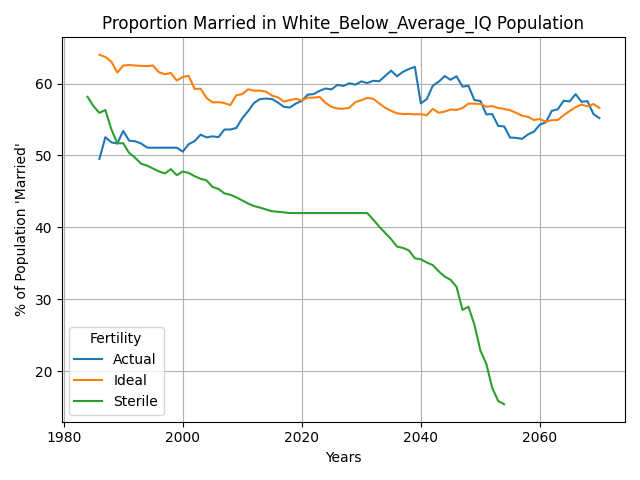 Proportion Married in White_Below_Average_IQ Population
% of Population 'Married'
60
50
40
30
20
Fertility
Actual
Ideal
Sterile
1980 2000 2020 2040 2060
Years